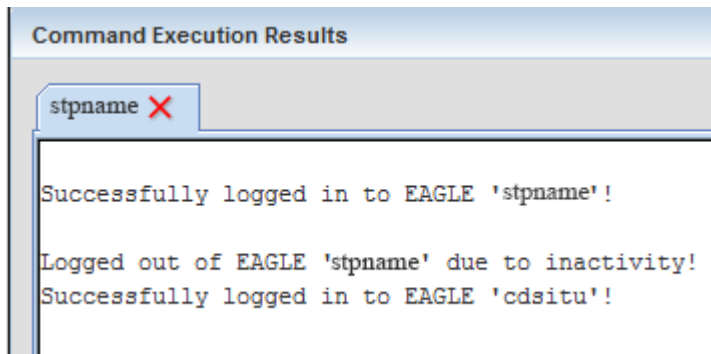 Command Execution Results
stpname
Successfully logged in to EAGLE 'stpname'!
Logged out of EAGLE 'stpname' due to inactivity!
Successfully logged in to EAGLE 'cdsitu'!